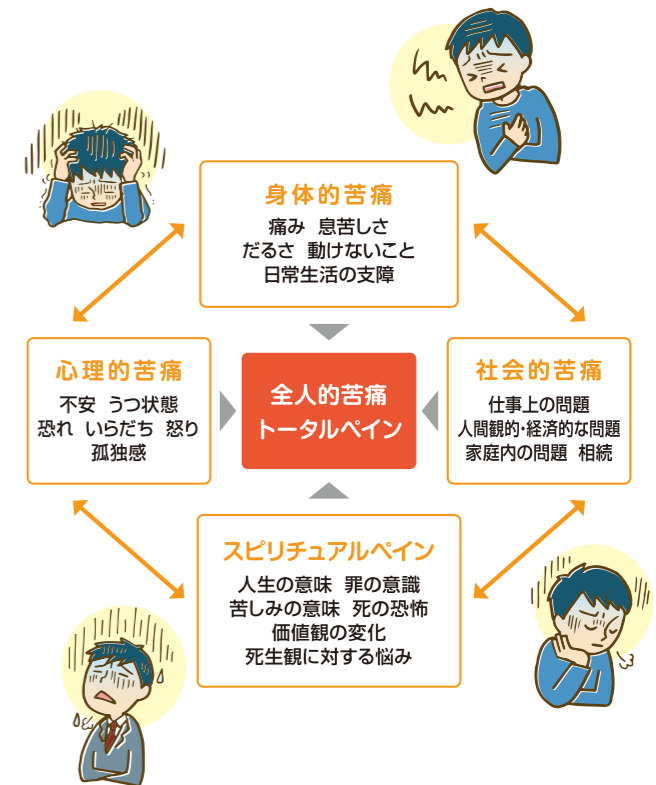 身体的苦痛
痛み 息苦しさ
だるさ 動けないこと
日常生活の支障
心理的苦痛
不安 うつ状態
恐れ いらだち 怒り
孤独感
全人的苦痛
トータルペイン
社会的苦痛
仕事上の問題
人間観的・経済的な問題
家庭内の問題 相続
スピリチュアルペイン
人生の意味 罪の意識
苦しみの意味 死の恐怖
価値観の変化
死生観に対する悩み